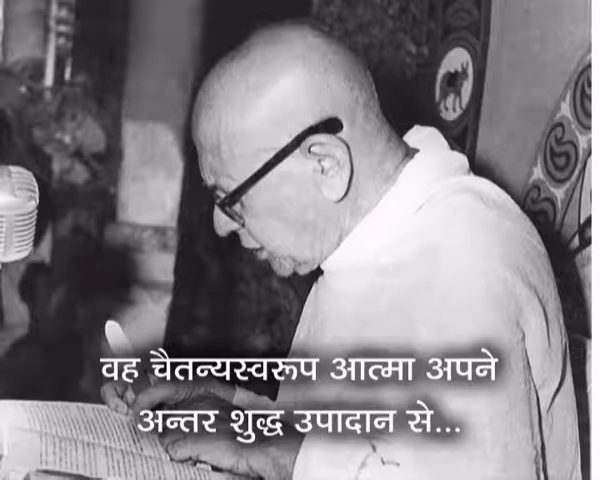 वह चैतन्यस्वरूप आत्मा अपने
अन्तर शुद्ध उपादान से...